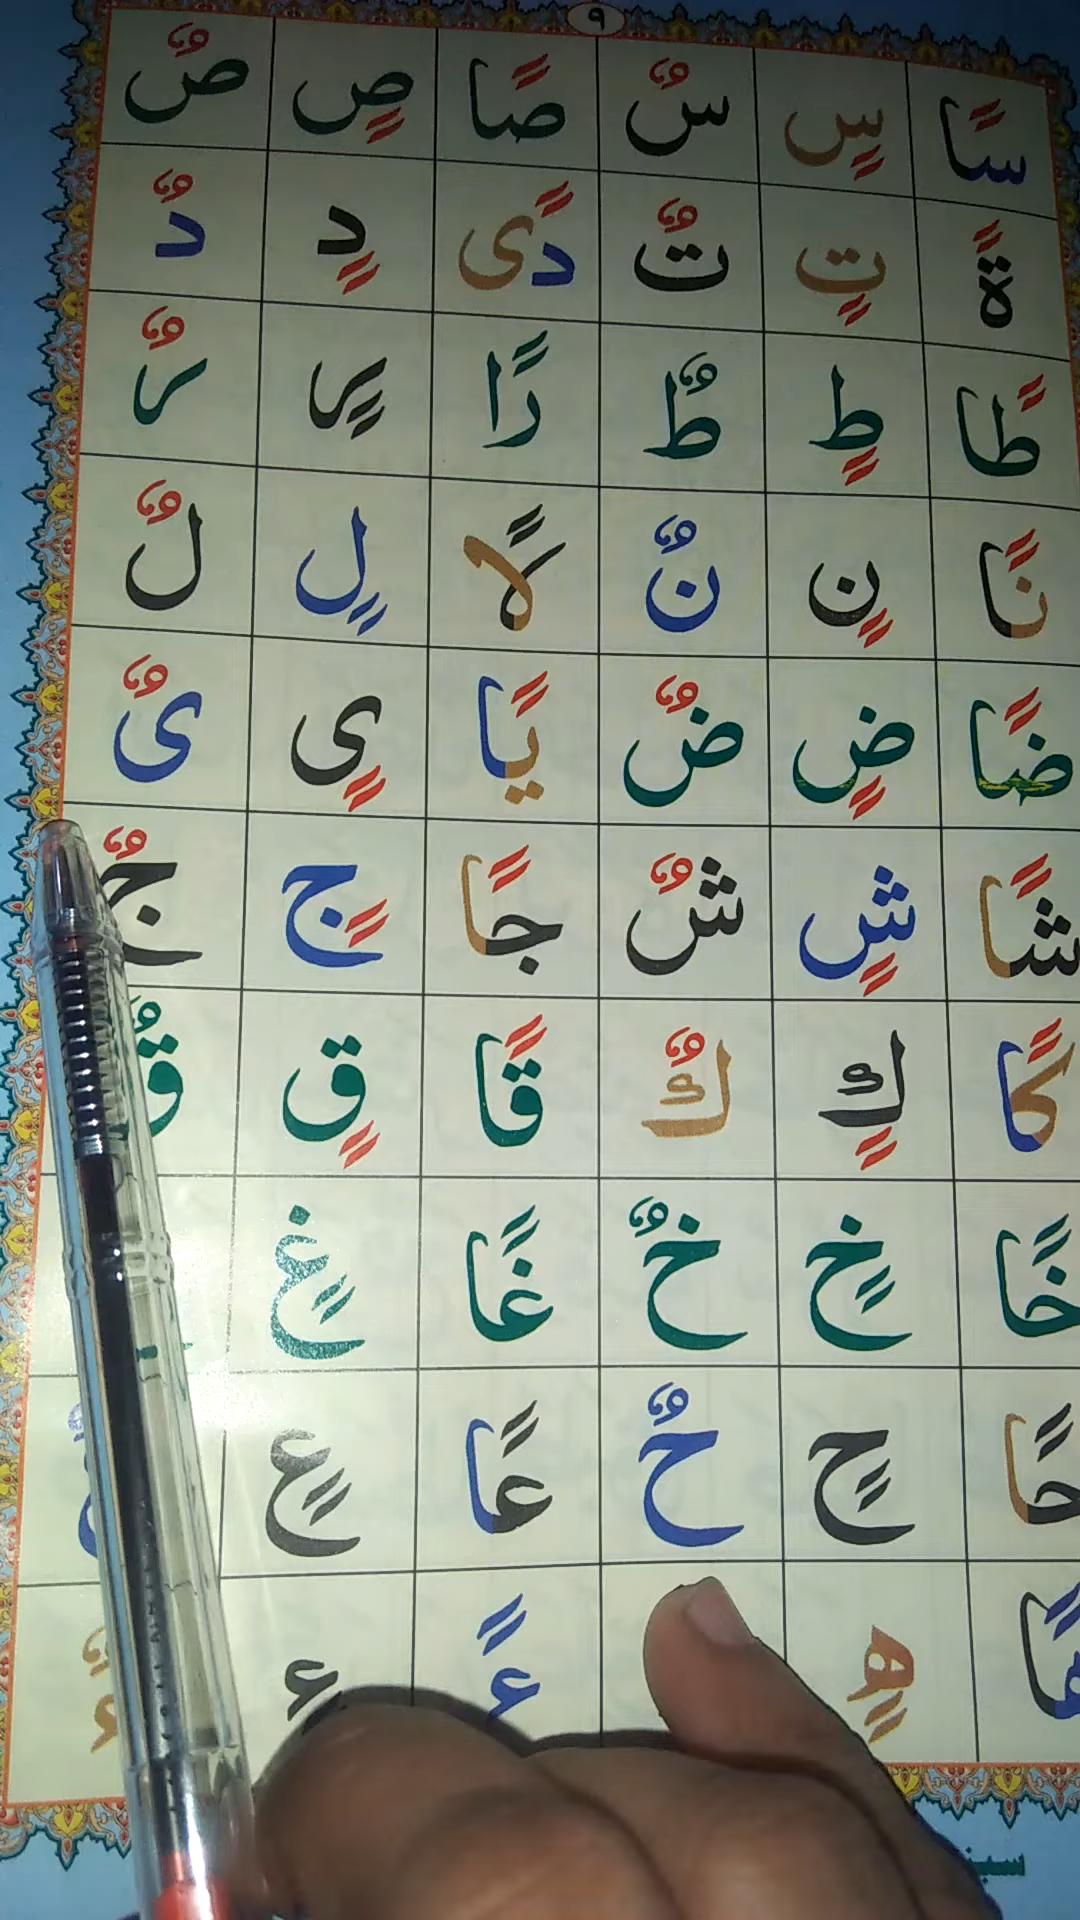 ٩
سًا سٍ سٌ صًا صٍ صٌ
ةً تٍ تٌ دًى دٍ دٌ
طًا طٍ طٌ رًا رٍ رٌ
نًا نٍ نٌ لًا لٍ لٌ
ضًا ضٍ ضٌ يًا ىٍ ىٌ
شًا شٍ شٌ جًا جٍ جٌ
كًا كٍ كٌ قًا قٍ قٌ
خًا خٍ خٌ غًا غٍ
حًا حٍ حٌ عًا عٍ
هًا هٍ ءً